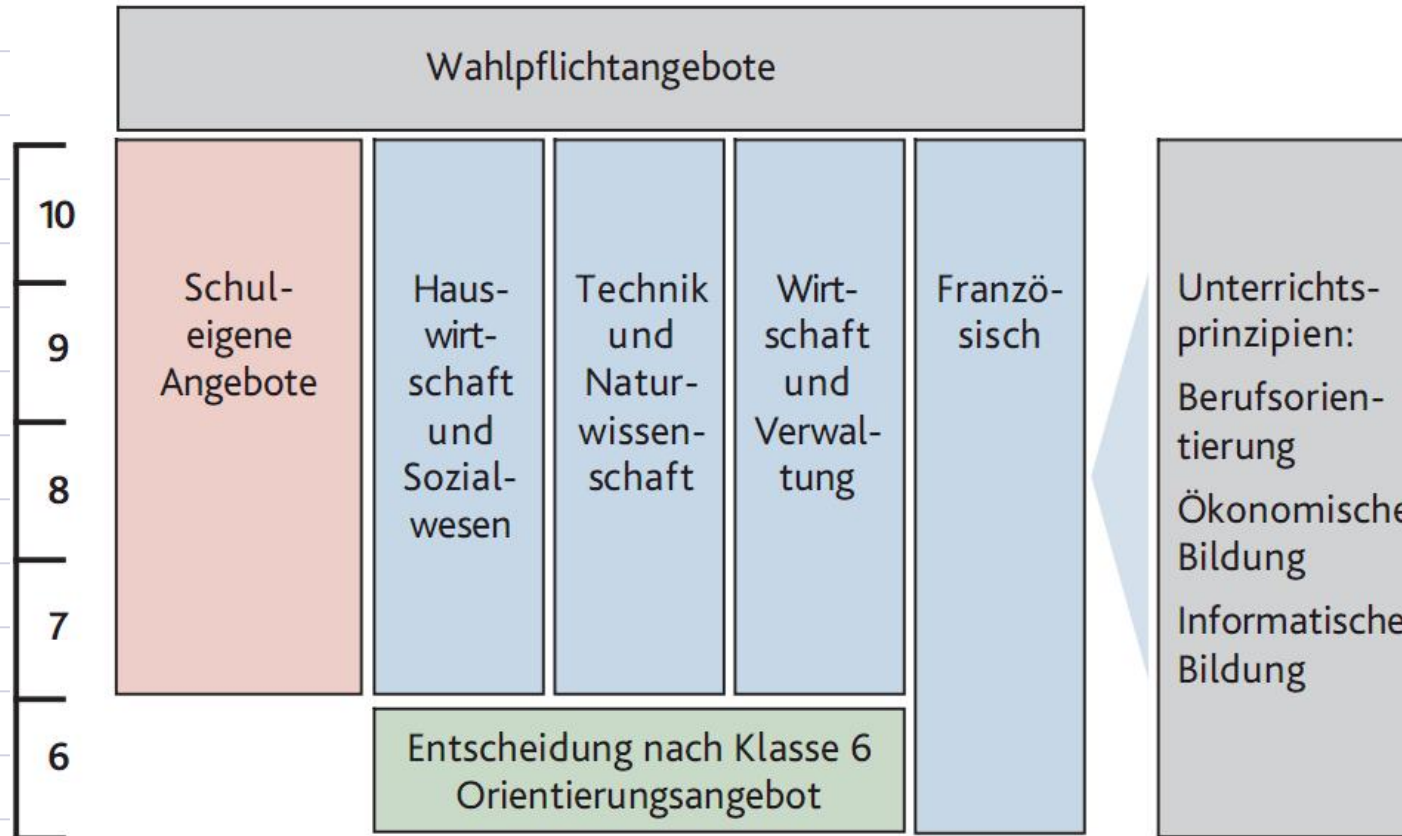 Wahlpflichtangebote
10
9
8
7
6
Schul-
eigene
Angebote
Haus-
wirt-
schaft
und
Sozial-
wesen
Technik
und
Natur-
wissen-
schaft
Wirt-
schaft
und
Verwal-
tung
Franzö-
sisch
Entscheidung nach Klasse 6
Orientierungsangebot
Unterrichts-
prinzipien:
Berufsorien-
tierung
Ökonomische
Bildung
Informatische
Bildung